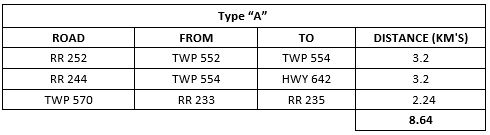 Type “A”
ROAD FROM TO DISTANCE (KM'S)
RR 252 TWP 552 TWP 554 3.2
RR 244 TWP 554 HWY 642 3.2
TWP 570 RR 233 RR 235 2.24
8.64